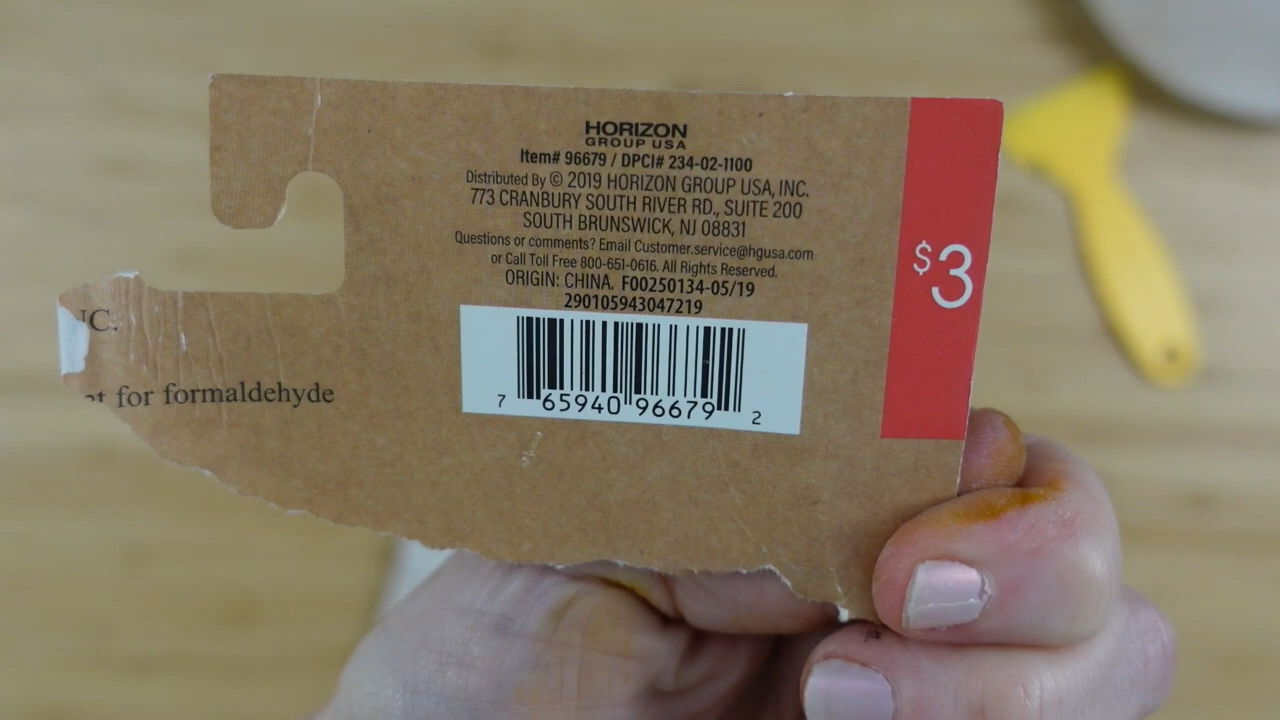 HORIZON
GROUP USA
Item# 96679 / DPCI# 234-02-1100
Distributed By © 2019 HORIZON GROUP USA, INC.
773 CRANBURY SOUTH RIVER RD., SUITE 200
SOUTH BRUNSWICK, NJ 08831
Questions or comments? Email Customer.service@hgusa.com
or Call Toll Free 800-651-0616. All Rights Reserved.
ORIGIN: CHINA. F00250134-05/19
290105943047219
7 65940 96679 2
$3
C.
for formaldehyde